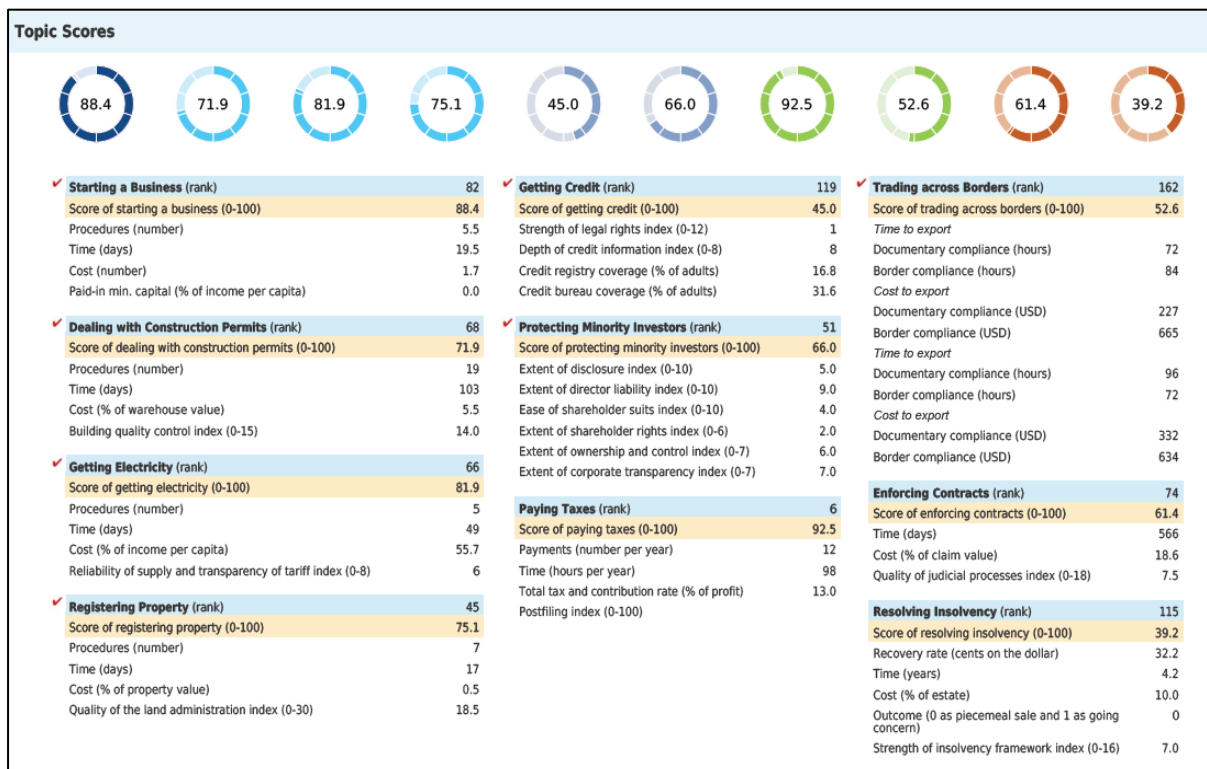 Topic Scores
88.4 71.9 81.9 75.1 45.0 66.0 92.5 52.6 61.4 39.2
✔ Starting a Business (rank) 82
Score of starting a business (0-100) 88.4
Procedures (number) 5.5
Time (days) 19.5
Cost (number) 1.7
Paid-in min. capital (% of income per capita) 0.0
✔ Dealing with Construction Permits (rank) 68
Score of dealing with construction permits (0-100) 71.9
Procedures (number) 19
Time (days) 103
Cost (% of warehouse value) 5.5
Building quality control index (0-15) 14.0
✔ Getting Electricity (rank) 66
Score of getting electricity (0-100) 81.9
Procedures (number) 5
Time (days) 49
Cost (% of income per capita) 55.7
Reliability of supply and transparency of tariff index (0-8) 6
✔ Registering Property (rank) 45
Score of registering property (0-100) 75.1
Procedures (number) 7
Time (days) 17
Cost (% of property value) 0.5
Quality of the land administration index (0-30) 18.5
✔ Getting Credit (rank) 119
Score of getting credit (0-100) 45.0
Strength of legal rights index (0-12) 1
Depth of credit information index (0-8) 8
Credit registry coverage (% of adults) 16.8
Credit bureau coverage (% of adults) 31.6
✔ Protecting Minority Investors (rank) 51
Score of protecting minority investors (0-100) 66.0
Extent of disclosure index (0-10) 5.0
Extent of director liability index (0-10) 9.0
Ease of shareholder suits index (0-10) 4.0
Extent of shareholder rights index (0-6) 2.0
Extent of ownership and control index (0-7) 6.0
Extent of corporate transparency index (0-7) 7.0
Paying Taxes (rank) 6
Score of paying taxes (0-100) 92.5
Payments (number per year) 12
Time (hours per year) 98
Total tax and contribution rate (% of profit) 13.0
Postfiling index (0-100)
✔ Trading across Borders (rank) 162
Score of trading across borders (0-100) 52.6
Time to export
Documentary compliance (hours) 72
Border compliance (hours) 84
Cost to export
Documentary compliance (USD) 227
Border compliance (USD) 665
Time to export
Documentary compliance (hours) 96
Border compliance (hours) 72
Cost to export
Documentary compliance (USD) 332
Border compliance (USD) 634
Enforcing Contracts (rank) 74
Score of enforcing contracts (0-100) 61.4
Time (days) 566
Cost (% of claim value) 18.6
Quality of judicial processes index (0-18) 7.5
Resolving Insolvency (rank) 115
Score of resolving insolvency (0-100) 39.2
Recovery rate (cents on the dollar) 32.2
Time (years) 4.2
Cost (% of estate) 10.0
Outcome (0 as piecemeal sale and 1 as going 0
concern)
Strength of insolvency framework index (0-16) 7.0